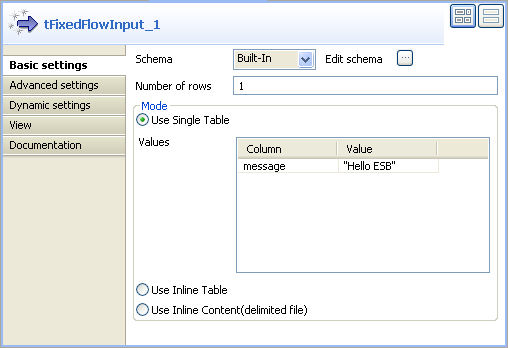 tFixedFlowInput_1
Basic settings
Advanced settings
Dynamic settings
View
Documentation
Schema Built-In Edit schema ...
Number of rows 1
Mode
Use Single Table
Values
Column Value
message "Hello ESB"
Use Inline Table
Use Inline Content(delimited file)